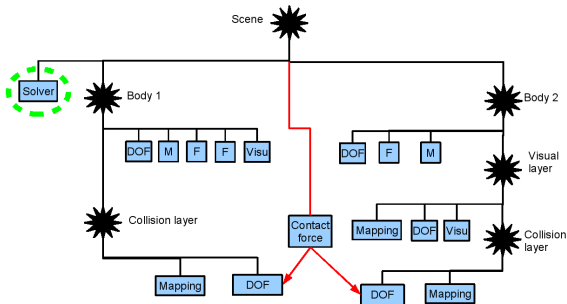 Scene
Solver
Body 1
Body 2
DOF M F F Visu
DOF F M
Visual
layer
Collision layer
Contact
force
Mapping DOF Visu
Collision
layer
Mapping DOF
DOF Mapping